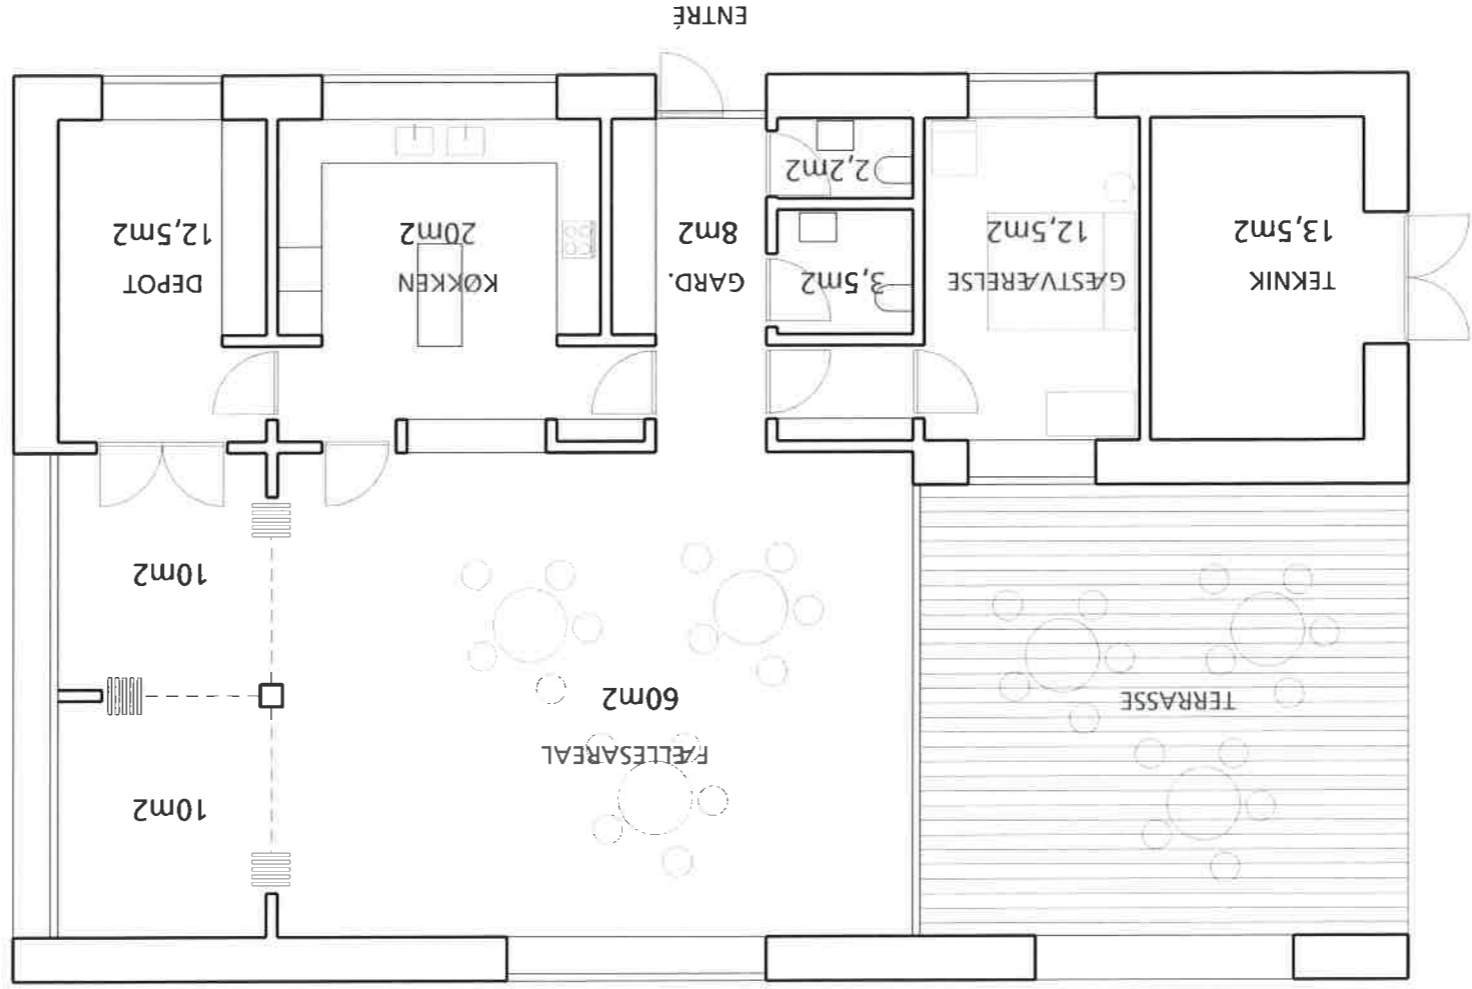 10m2
FÆLLESAREAL
60m2
TERRASSE
10m2
TEKNIK
13,5m2
GÆSTVÆRELSE
12,5m2
3,5m2
2,2m2
GARD.
8m2
KØKKEN
20m2
DEPOT
12,5m2
ENTRÉ